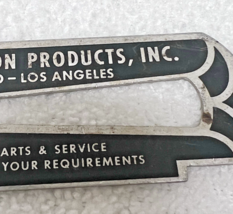 ON PRODUCTS, INC.
O – LOS ANGELES
ARTS & SERVICE
YOUR REQUIREMENTS